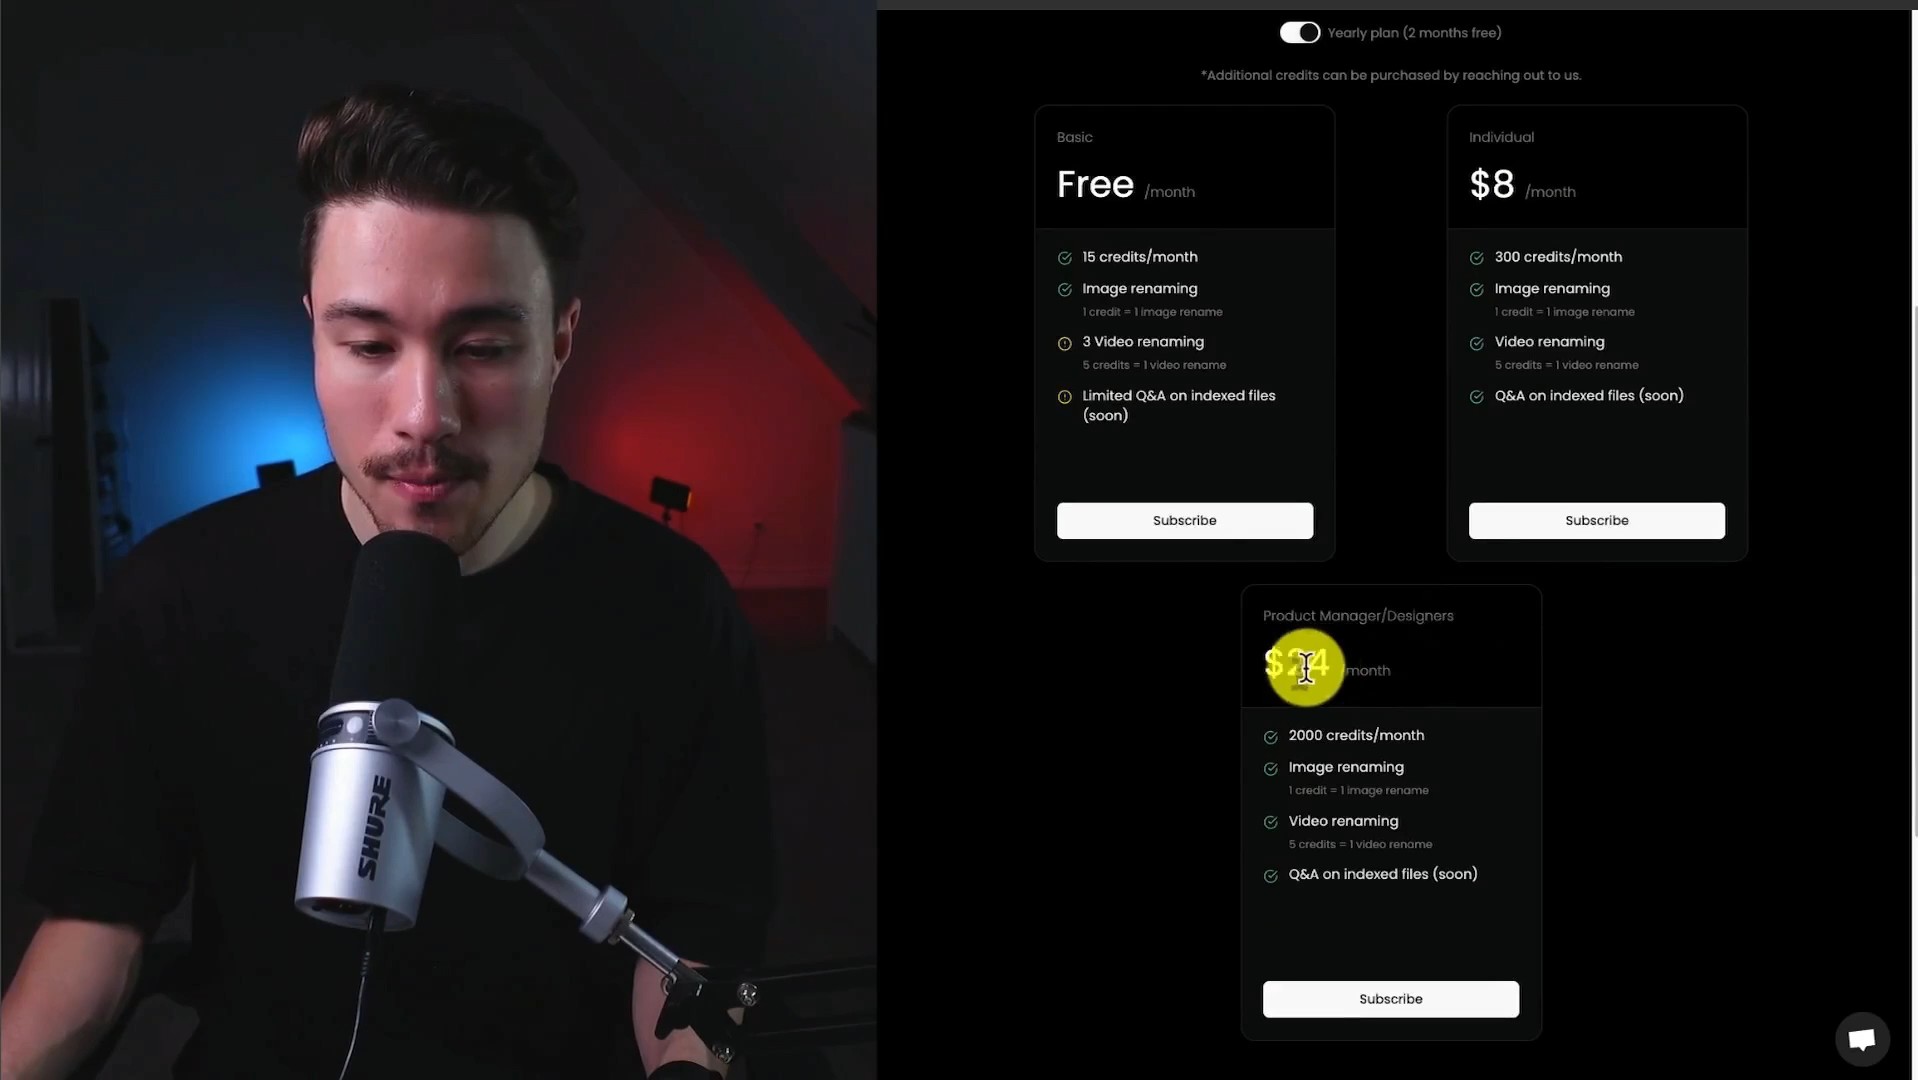 Yearly plan (2 months free)
*Additional credits can be purchased by reaching out to us.
Basic
Free /month
15 credits/month
Image renaming
1 credit = 1 image rename
3 Video renaming
5 credits = 1 video rename
Limited Q&A on indexed files
(soon)
Subscribe
Individual
$8 /month
300 credits/month
Image renaming
1 credit = 1 image rename
Video renaming
5 credits = 1 video rename
Q&A on indexed files (soon)
Subscribe
Product Manager/Designers
$24 /month
2000 credits/month
Image renaming
1 credit = 1 image rename
Video renaming
5 credits = 1 video rename
Q&A on indexed files (soon)
Subscribe
SHURE